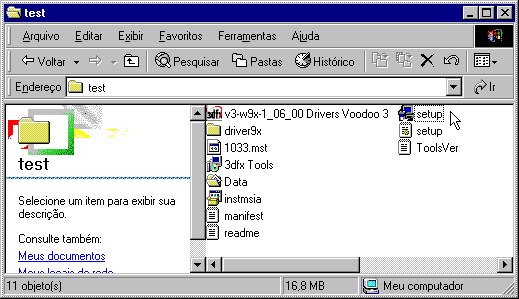 test
Arquivo Editar Exibir Favoritos Ferramentas Ajuda
Voltar Pesquisar Pastas Histórico
Endereço test Ir
test
Selecione um item para exibir sua
descrição.
Consulte também:
Meus documentos
Meus locais de rede
3dfx v3-w9x-1_06_00 Drivers Voodoo 3
driver9x
1033.mst
3dfx Tools
Data
instmsia
manifest
readme
setup
setup
ToolsVer
11 objeto(s) 16,8 MB Meu computador